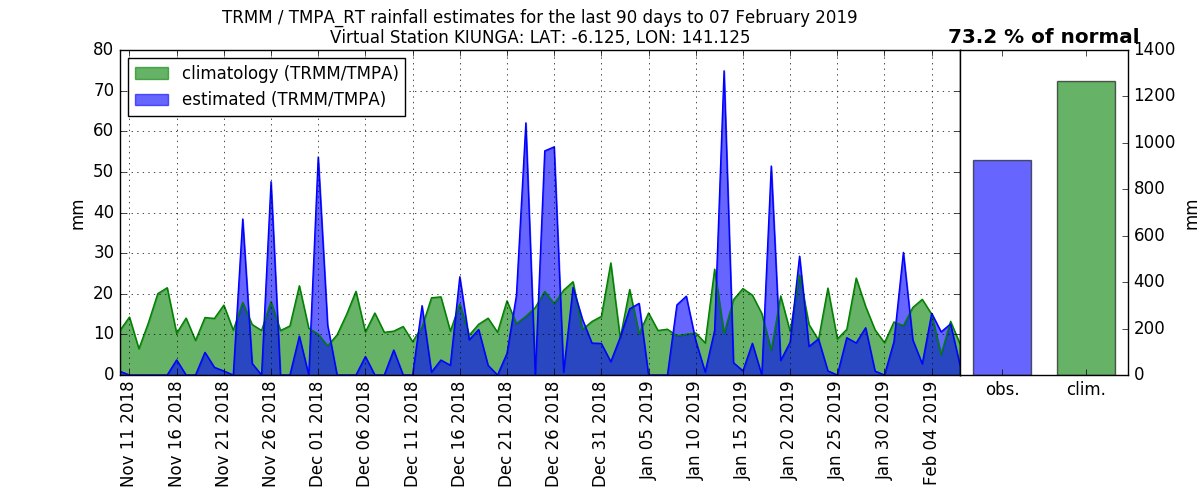 TRMM / TMPA_RT rainfall estimates for the last 90 days to 07 February 2019
Virtual Station KIUNGA: LAT: -6.125, LON: 141.125
73.2 % of normal
climatology (TRMM/TMPA)
estimated (TRMM/TMPA)
mm
80
70
60
50
40
30
20
10
0
Nov 11 2018
Nov 16 2018
Nov 21 2018
Nov 26 2018
Dec 01 2018
Dec 06 2018
Dec 11 2018
Dec 16 2018
Dec 21 2018
Dec 26 2018
Dec 31 2018
Jan 05 2019
Jan 10 2019
Jan 15 2019
Jan 20 2019
Jan 25 2019
Jan 30 2019
Feb 04 2019
obs.
clim.
1400
1200
1000
800
600
400
200
0
mm